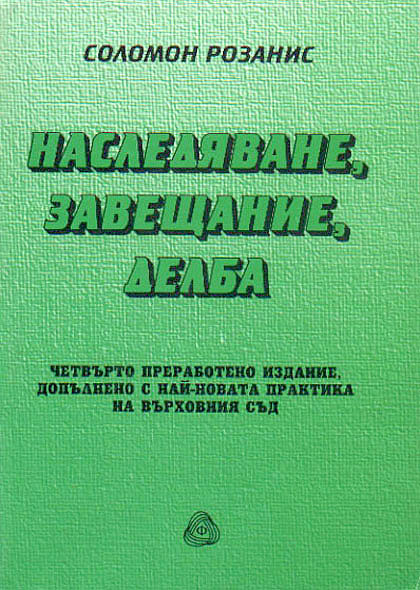 СОЛОМОН РОЗАНИС
НАСЛЕДЯВАНЕ,
ЗАВЕЩАНИЕ,
ДЕЛБА
ЧЕТВЪРТО ПРЕРАБОТЕНО ИЗДАНИЕ,
ДОПЪЛНЕНО С НАЙ-НОВАТА ПРАКТИКА
НА ВЪРХОВНИЯ СЪД
Ф